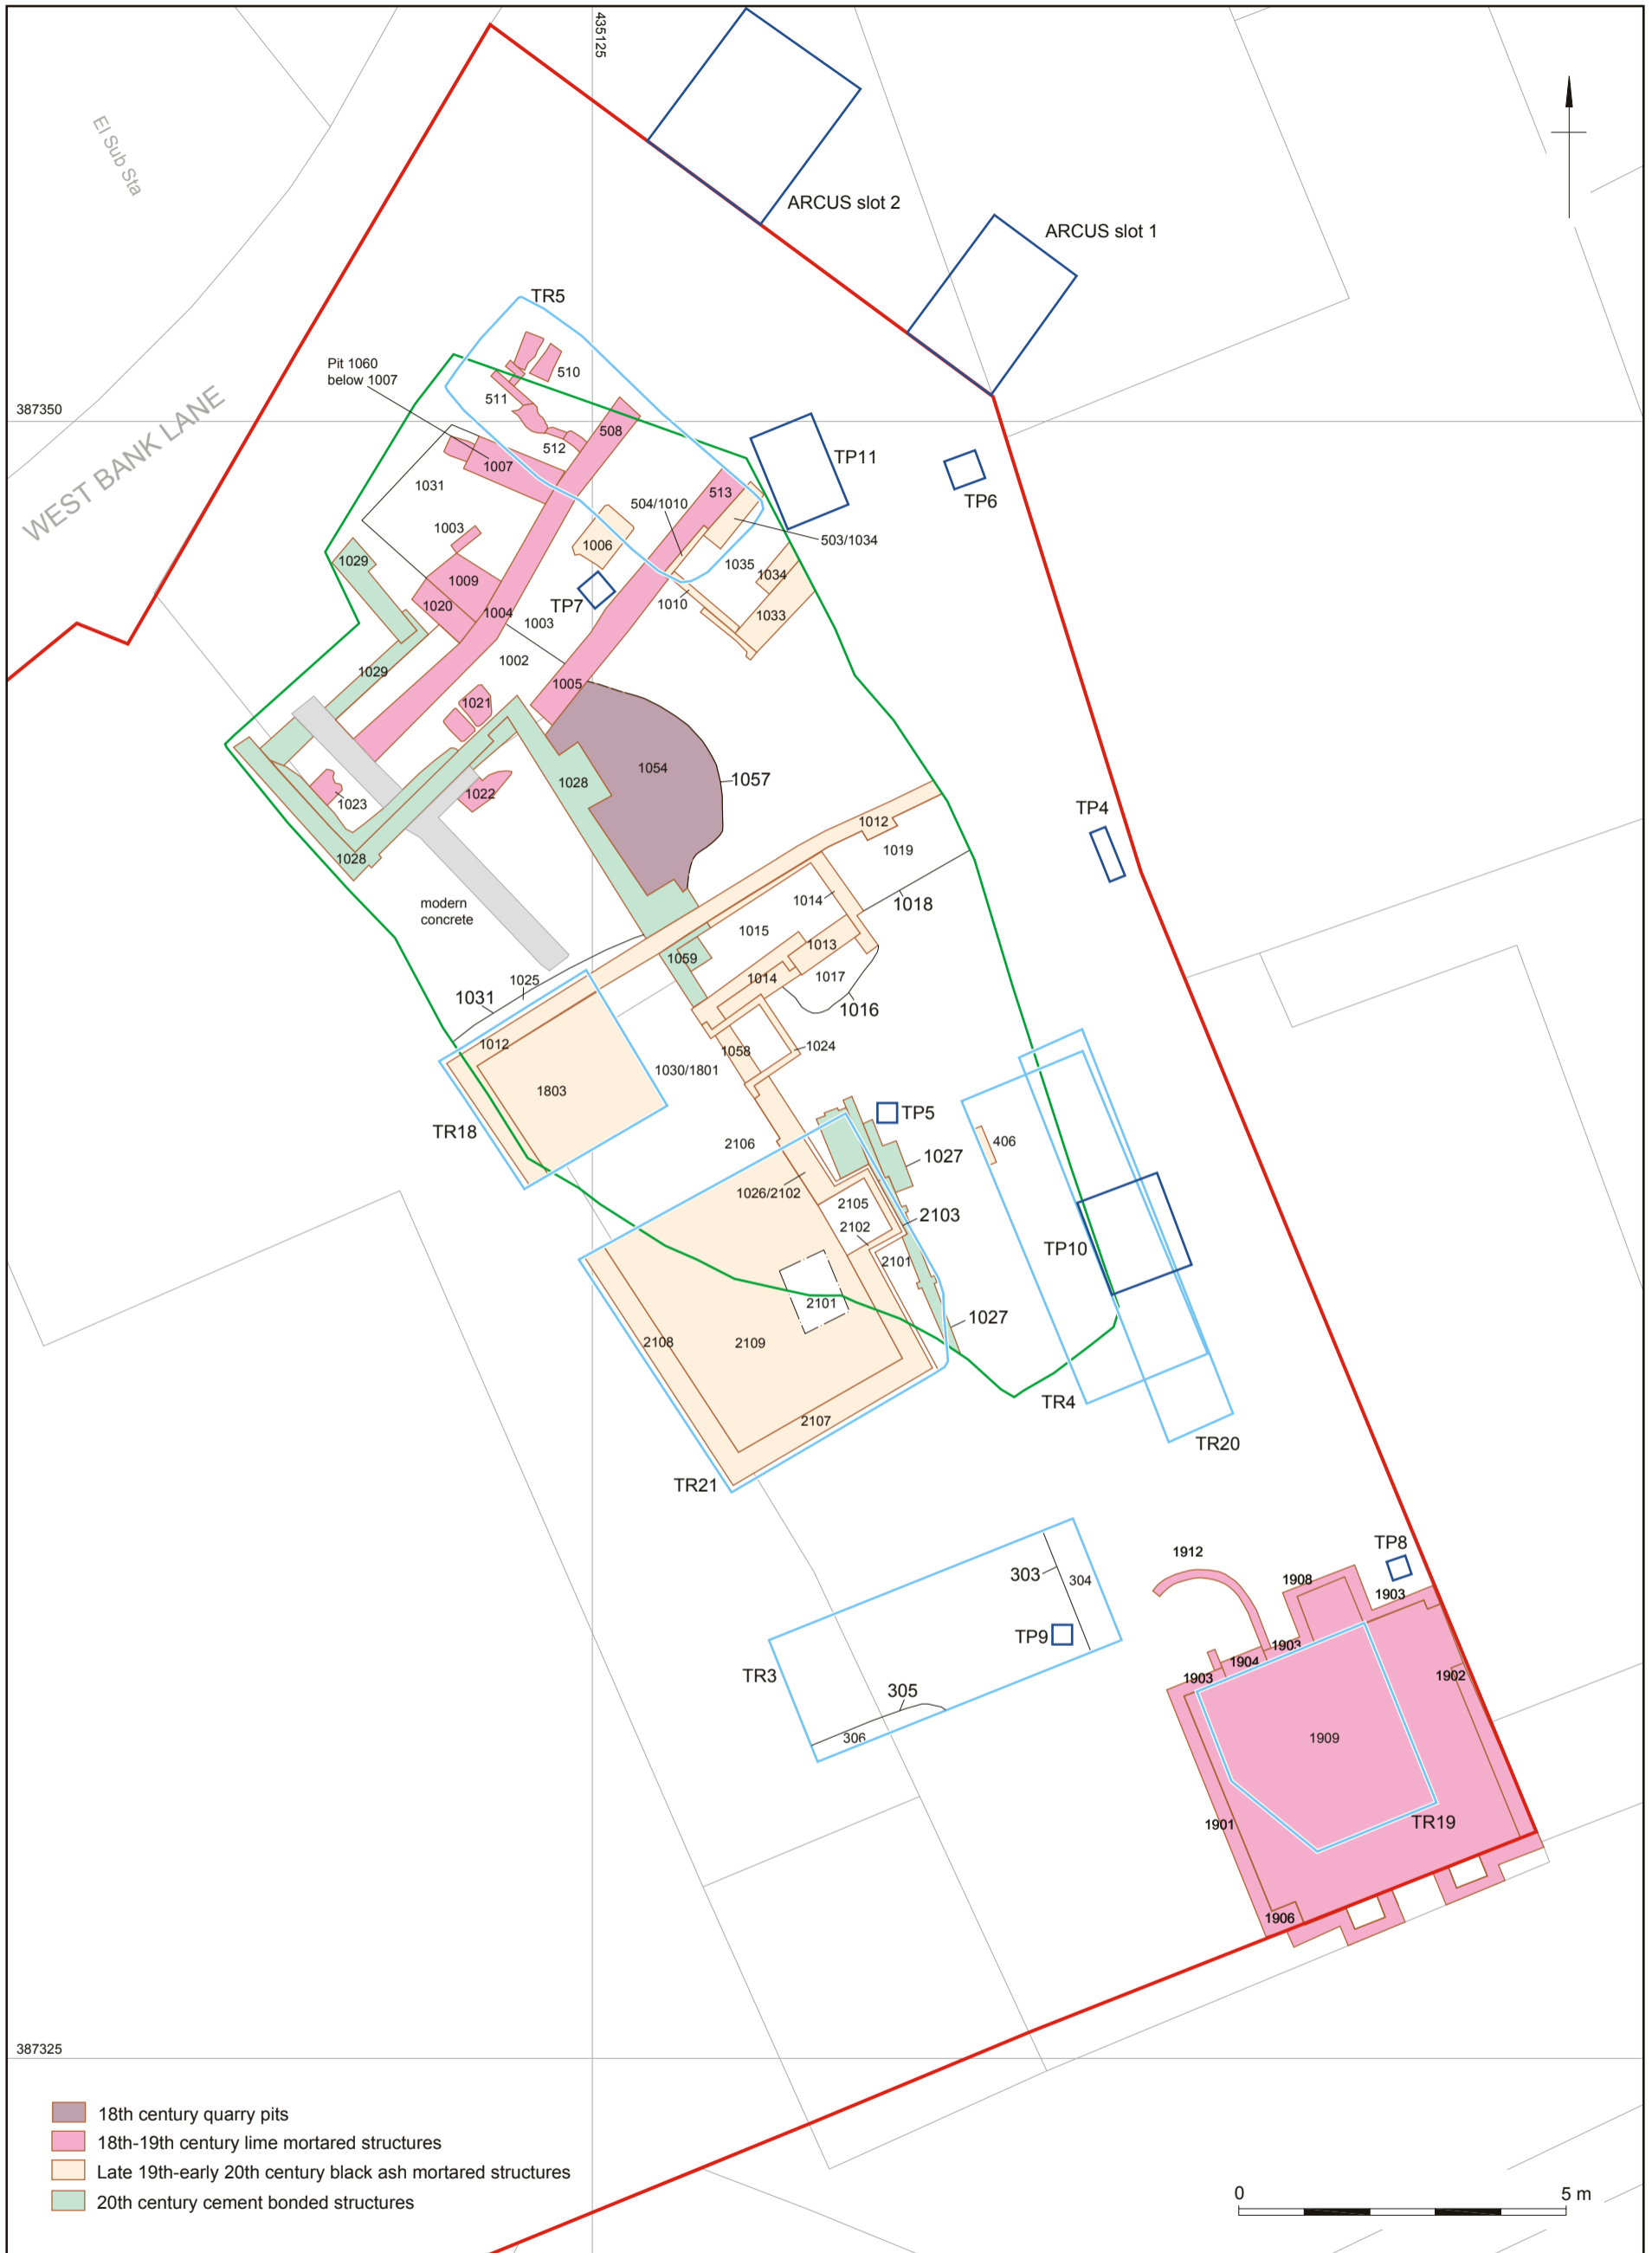 435125
El Sub Sta
ARCUS slot 2
ARCUS slot 1
TR5
Pit 1060
below 1007
510
511
387350
WEST BANK LANE
508
512
TP11
1007
TP6
1031
513
504/1010
1003
1006
503/1034
1029
1035
1034
1009
1020
TP7
1010
1004
1003
1033
1002
1029
1005
1021
1054
1057
1028
1022
1023
TP4
1012
1019
1028
1014
1018
modern
concrete
1015
1013
1059
1014
1017
1025
1031
1016
1012
1058
1024
1030/1801
1803
TP5
TR18
2106
406
1027
1026/2102
2105
2103
2102
TP10
2101
2101
1027
2108
2109
TR4
2107
TR20
TR21
TP8
1912
303
304
1908
1903
TP9
1903
TR3
1904
1903
1902
305
306
1909
1901
TR19
1906
387325
18th century quarry pits
18th-19th century lime mortared structures
Late 19th-early 20th century black ash mortared structures
20th century cement bonded structures
0
5 m